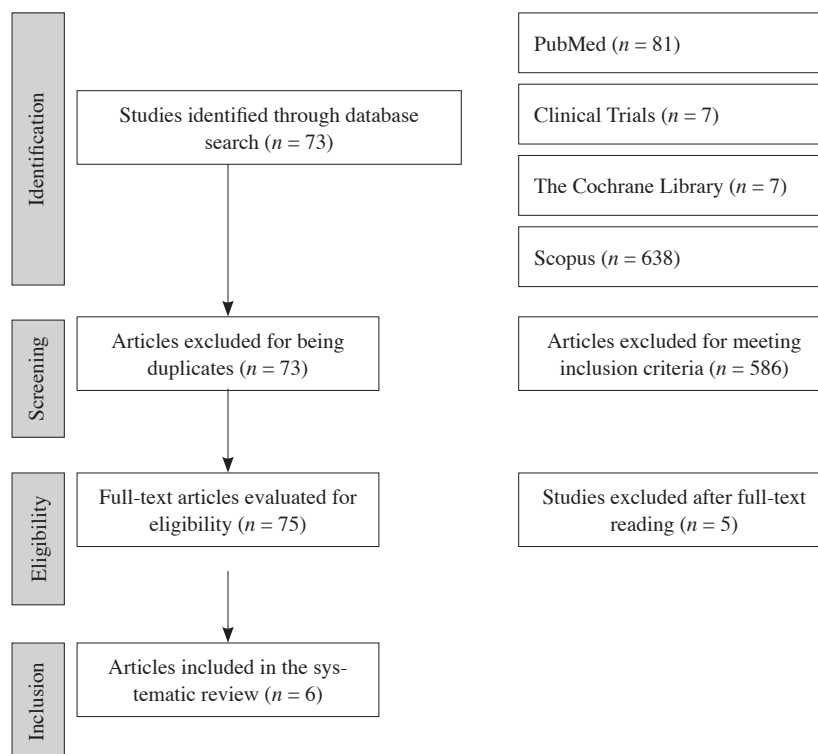 Identification
Studies identified through database
search (n = 73)
PubMed (n = 81)
Clinical Trials (n = 7)
The Cochrane Library (n = 7)
Scopus (n = 638)
Screening
Articles excluded for being
duplicates (n = 73)
Articles excluded for meeting
inclusion criteria (n = 586)
Eligibility
Full-text articles evaluated for
eligibility (n = 75)
Studies excluded after full-text
reading (n = 5)
Inclusion
Articles included in the sys-
tematic review (n = 6)